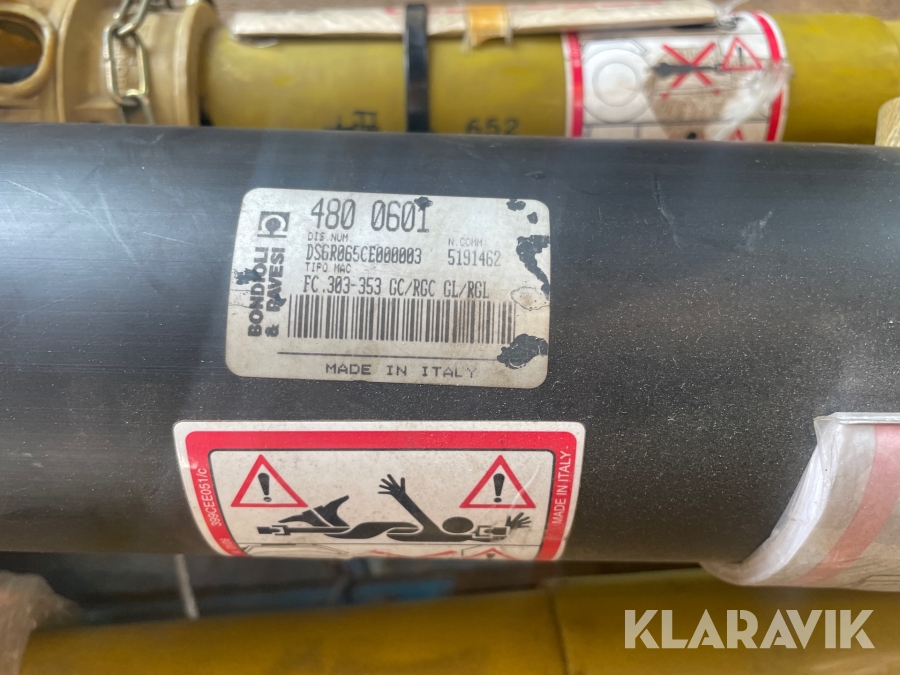 652
BONDIOLI
& PAVESI
480 0601
DIS NUM
N.COMM
DSGR065CE000003 5191462
TIPO MAC
FC.303-353 GC/RGC GL/RGL
MADE IN ITALY
399CEE051/c
MADE IN ITALY
KLARAVIK